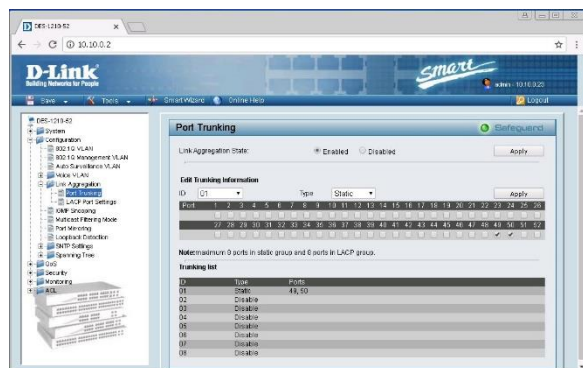 DES-1210-52
10.10.0.2
D-Link
Building Networks for People
smart
admin - 10.10.0.23
Save
Tools
Smart Wizard
Online Help
Logout
DES-1210-52
System
Configuration
802.1Q VLAN
802.1Q Management VLAN
Auto Surveillance VLAN
Voice VLAN
Link Aggregation
Port Trunking
LACP Port Settings
IGMP Snooping
Multicast Filtering Mode
Port Mirroring
Loopback Detection
SNTP Settings
Spanning Tree
QoS
Security
Monitoring
ACL
Port Trunking
Safeguard
Link Aggregation State:
Enabled
Disabled
Apply
Edit Trunking Information
ID
01
Type
Static
Apply
Port 1 2 3 4 5 6 7 8 9 10 11 12 13 14 15 16 17 18 19 20 21 22 23 24 25 26
27 28 29 30 31 32 33 34 35 36 37 38 39 40 41 42 43 44 45 46 47 48 49 50 51 52
Note: maximum 8 ports in static group and 8 ports in LACP group.
Trunking list
ID Type Ports
01 Static 49, 50
02 Disable
03 Disable
04 Disable
05 Disable
06 Disable
07 Disable
08 Disable